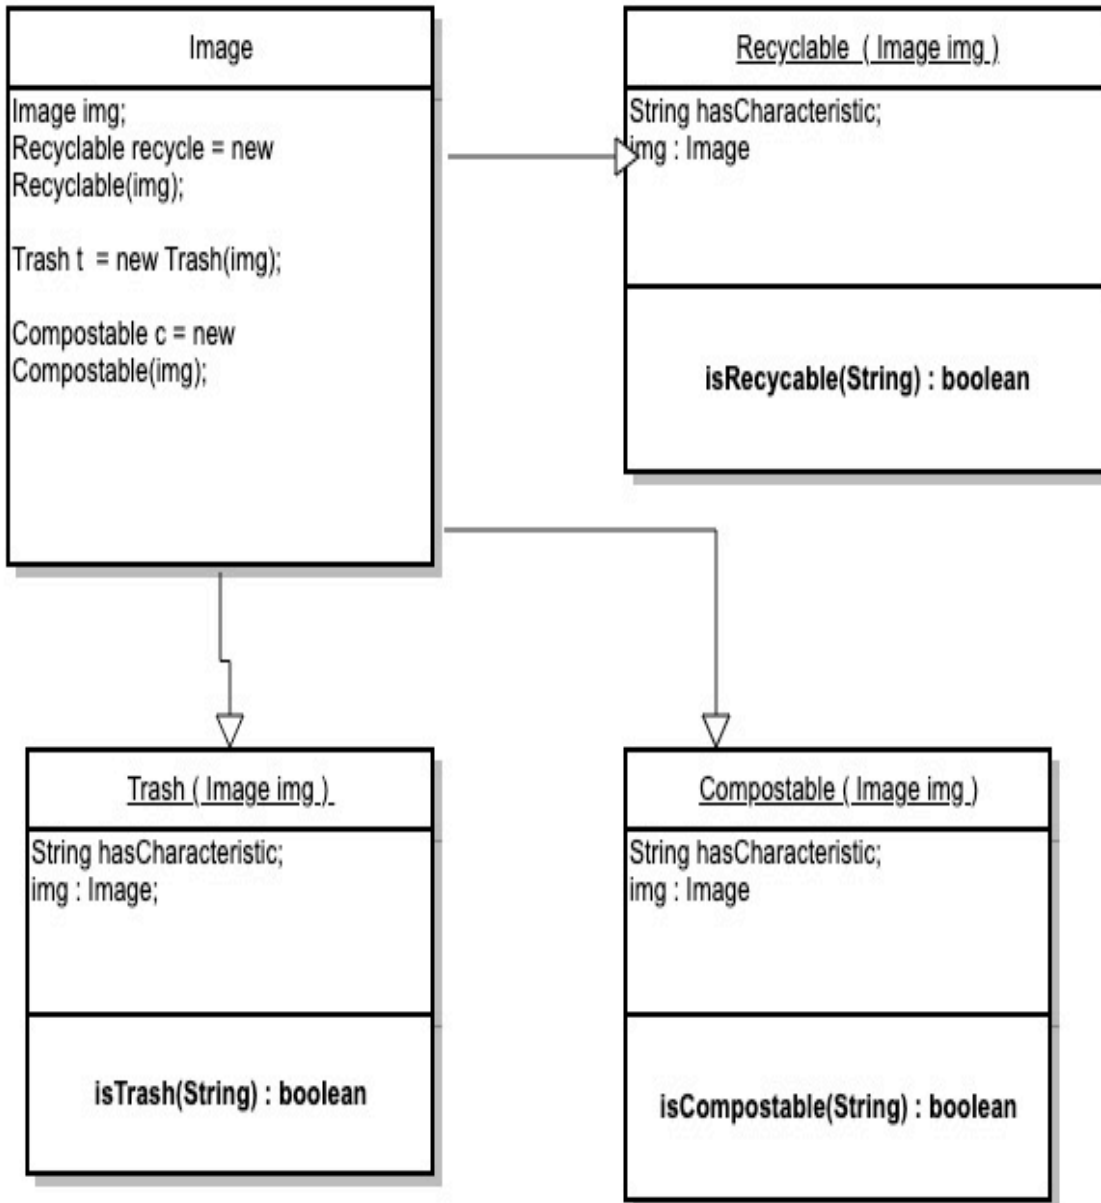 Image
Image img;
Recyclable recycle = new
Recyclable(img);
Trash t  = new Trash(img);
Compostable c = new
Compostable(img);
Recyclable  ( Image img )
String hasCharacteristic;
img : Image
isRecycable(String) : boolean
Trash ( Image img )
String hasCharacteristic;
img : Image;
isTrash(String) : boolean
Compostable ( Image img )
String hasCharacteristic;
img : Image
isCompostable(String) : boolean